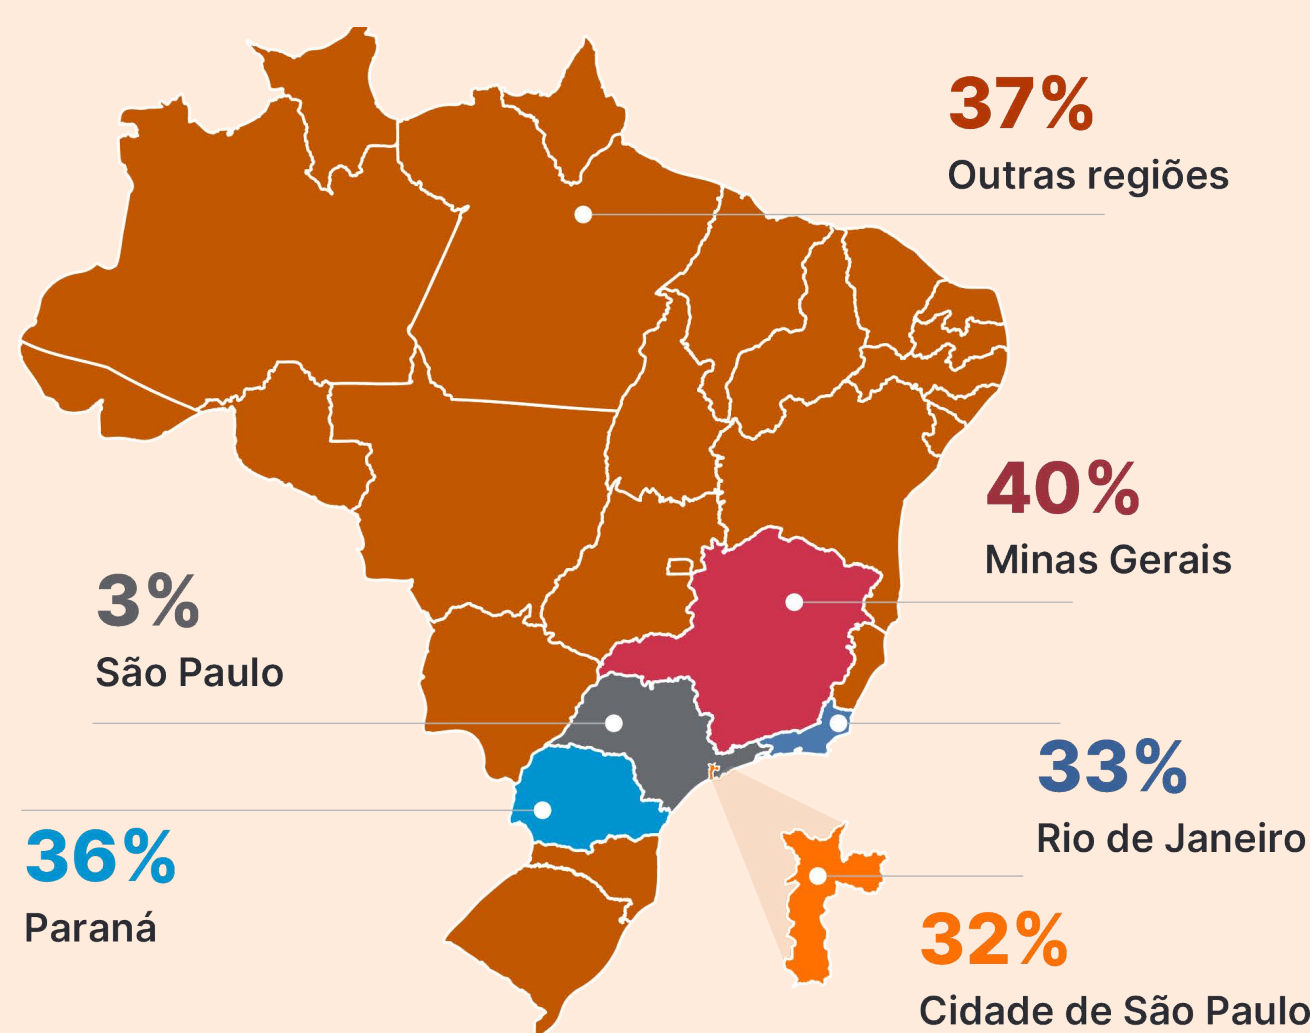 37%
Outras regiões
40%
Minas Gerais
3%
São Paulo
33%
Rio de Janeiro
36%
Paraná
32%
Cidade de São Paulo